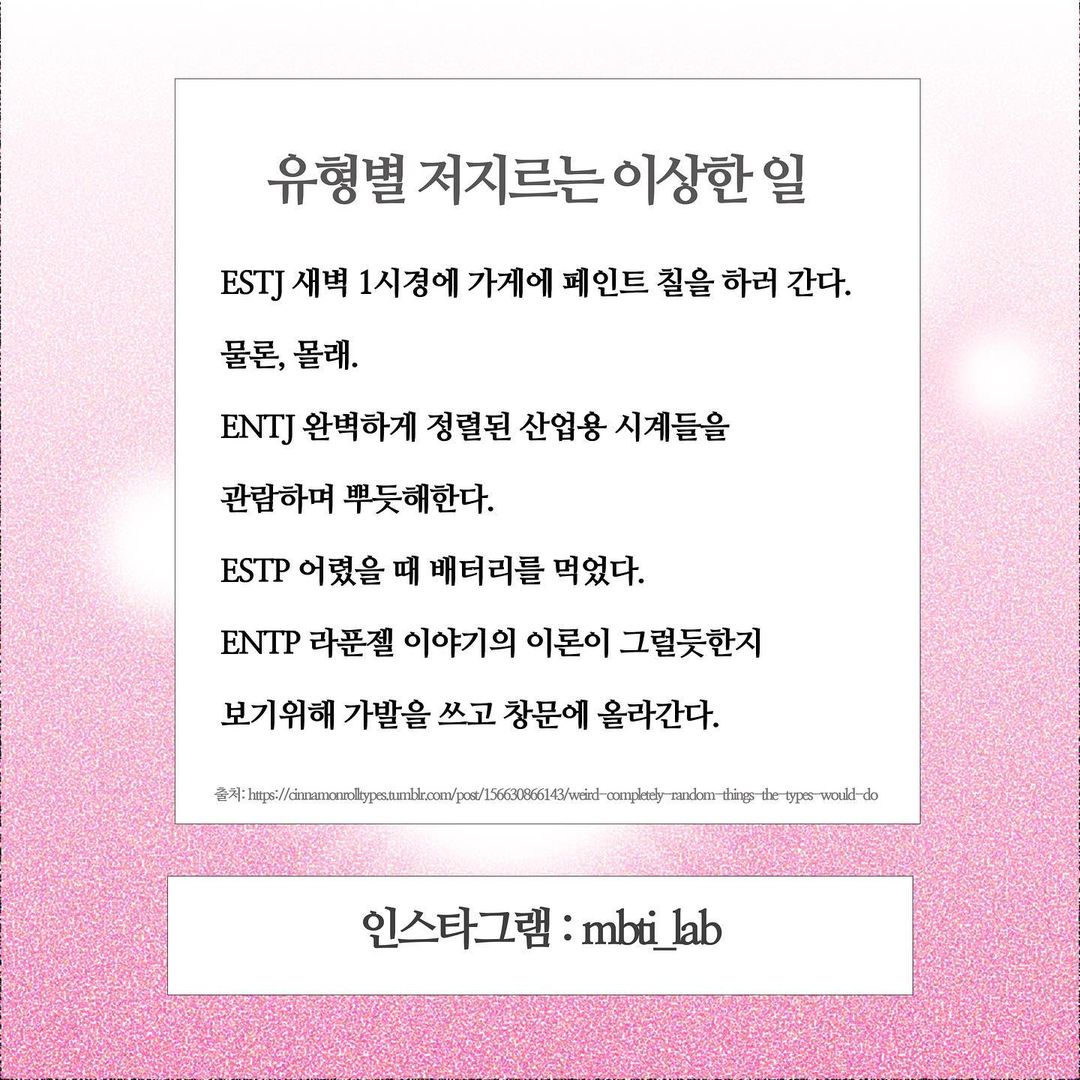 유형별 저지르는 이상한 일
ESTJ 새벽 1시경에 가게에 페인트 칠을 하러 간다.
물론, 몰래.
ENTJ 완벽하게 정렬된 산업용 시계들을
관람하며 뿌듯해한다.
ESTP 어렸을 때 배터리를 먹었다.
ENTP 라푼젤 이야기의 이론이 그럴듯한지
보기위해 가발을 쓰고 창문에 올라간다.
출처: https://cinnamonrolltypes.tumblr.com/post/156630866143/weird-completely-random-things-the-types-would-do
인스타그램 : mbti_lab